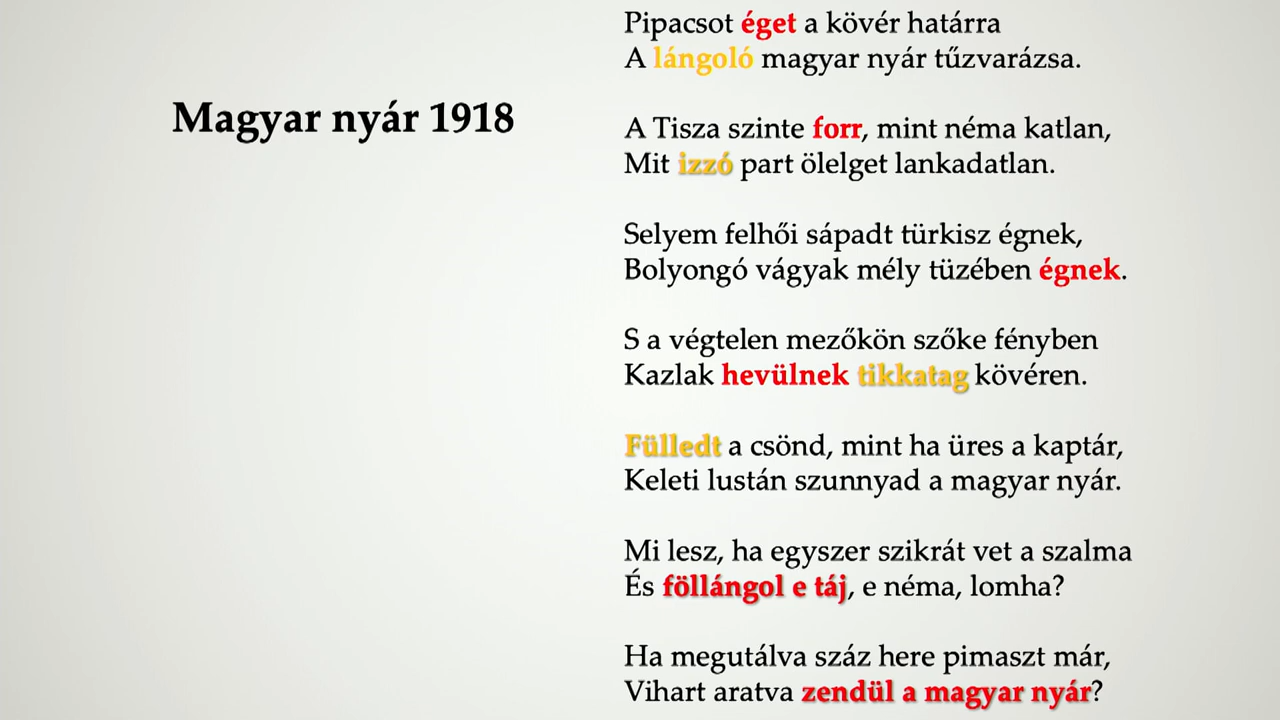 Magyar nyár 1918
Pipacsot éget a kövér határra
A lángoló magyar nyár tűzvarázsa.
A Tisza szinte forr, mint néma katlan,
Mit izzó part ölelget lankadatlan.
Selyem felhői sápadt türkisz égnek,
Bolyongó vágyak mély tüzében égnek.
S a végtelen mezőkön szőke fényben
Kazlak hevülnek tikkatag kövéren.
Fülledt a csönd, mint ha üres a kaptár,
Keleti lustán szunnyad a magyar nyár.
Mi lesz, ha egyszer szikrát vet a szalma
És föllángol e táj, e néma, lomha?
Ha megutálva száz here pimaszt már,
Vihart aratva zendül a magyar nyár?